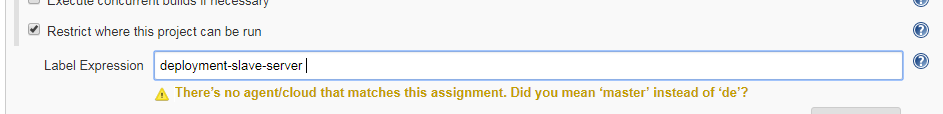 Execute concurrent builds if necessary
Restrict where this project can be run
Label Expression deployment-slave-server
There's no agent/cloud that matches this assignment. Did you mean ‘master’ instead of ‘de’?